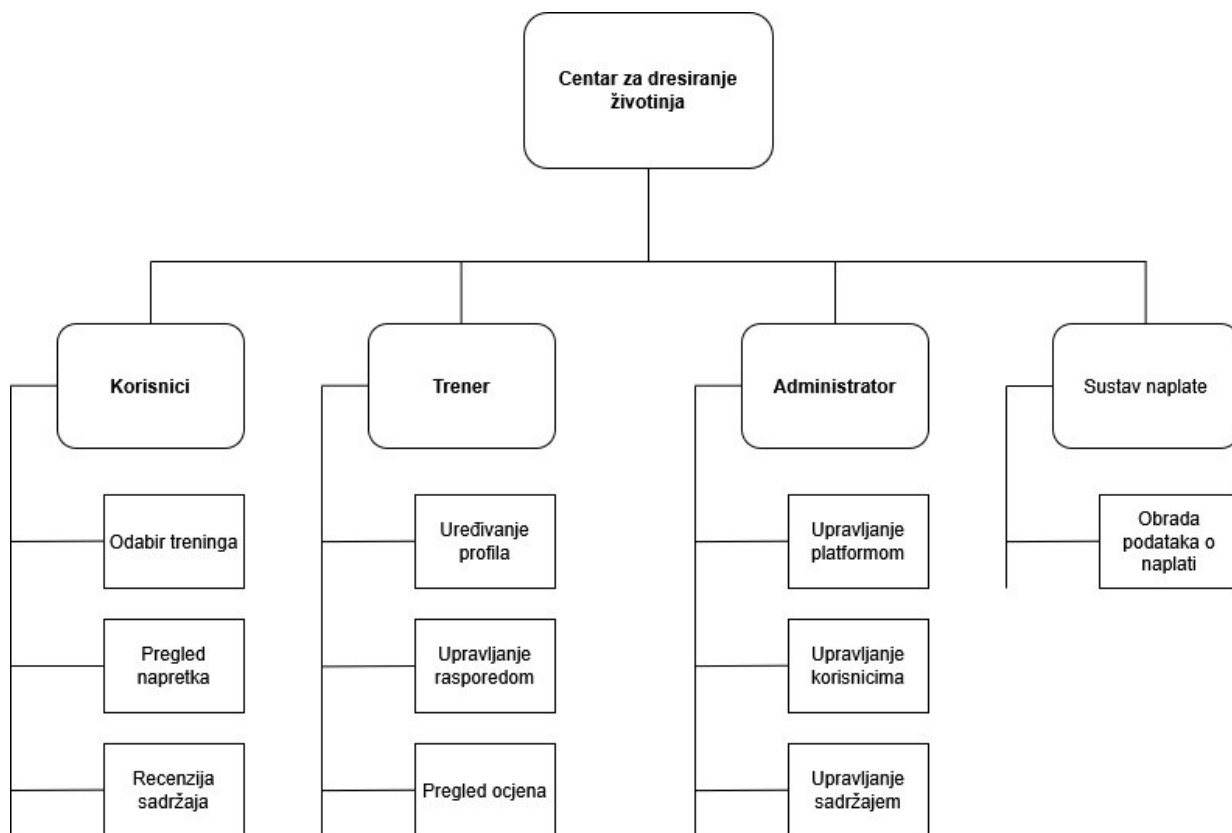 Centar za dresiranje
životinja
Korisnici
Trener
Administrator
Sustav naplate
Odabir treninga
Uređivanje
profila
Upravljanje
platformom
Obrada
podataka o
naplati
Pregled
napretka
Upravljanje
rasporedom
Upravljanje
korisnicima
Recenzija
sadržaja
Pregled ocjena
Upravljanje
sadržajem